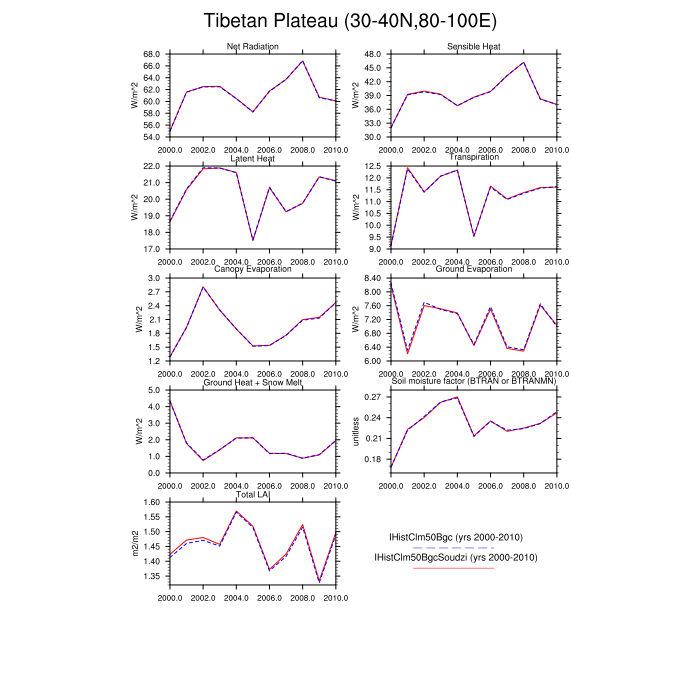 Tibetan Plateau (30-40N,80-100E)
Net Radiation
Sensible Heat
68.0
66.0
64.0
62.0
60.0
58.0
56.0
54.0
W/m^2
2000.0 2002.0 2004.0 2006.0 2008.0 2010.0
48.0
45.0
42.0
39.0
36.0
33.0
30.0
W/m^2
2000.0 2002.0 2004.0 2006.0 2008.0 2010.0
Latent Heat
Transpiration
22.0
21.0
20.0
19.0
18.0
17.0
W/m^2
2000.0 2002.0 2004.0 2006.0 2008.0 2010.0
12.5
12.0
11.5
11.0
10.5
10.0
9.5
9.0
W/m^2
2000.0 2002.0 2004.0 2006.0 2008.0 2010.0
Canopy Evaporation
Ground Evaporation
3.0
2.7
2.4
2.1
1.8
1.5
1.2
W/m^2
2000.0 2002.0 2004.0 2006.0 2008.0 2010.0
8.40
8.00
7.60
7.20
6.80
6.40
6.00
W/m^2
2000.0 2002.0 2004.0 2006.0 2008.0 2010.0
Ground Heat + Snow Melt
Soil moisture factor (BTRAN or BTRANMN)
5.0
4.0
3.0
2.0
1.0
0.0
W/m^2
2000.0 2002.0 2004.0 2006.0 2008.0 2010.0
0.27
0.24
0.21
0.18
unitless
2000.0 2002.0 2004.0 2006.0 2008.0 2010.0
Total LAI
1.60
1.55
1.50
1.45
1.40
1.35
m2/m2
2000.0 2002.0 2004.0 2006.0 2008.0 2010.0
IHistClm50Bgc (yrs 2000-2010)
IHistClm50BgcSoudzi (yrs 2000-2010)